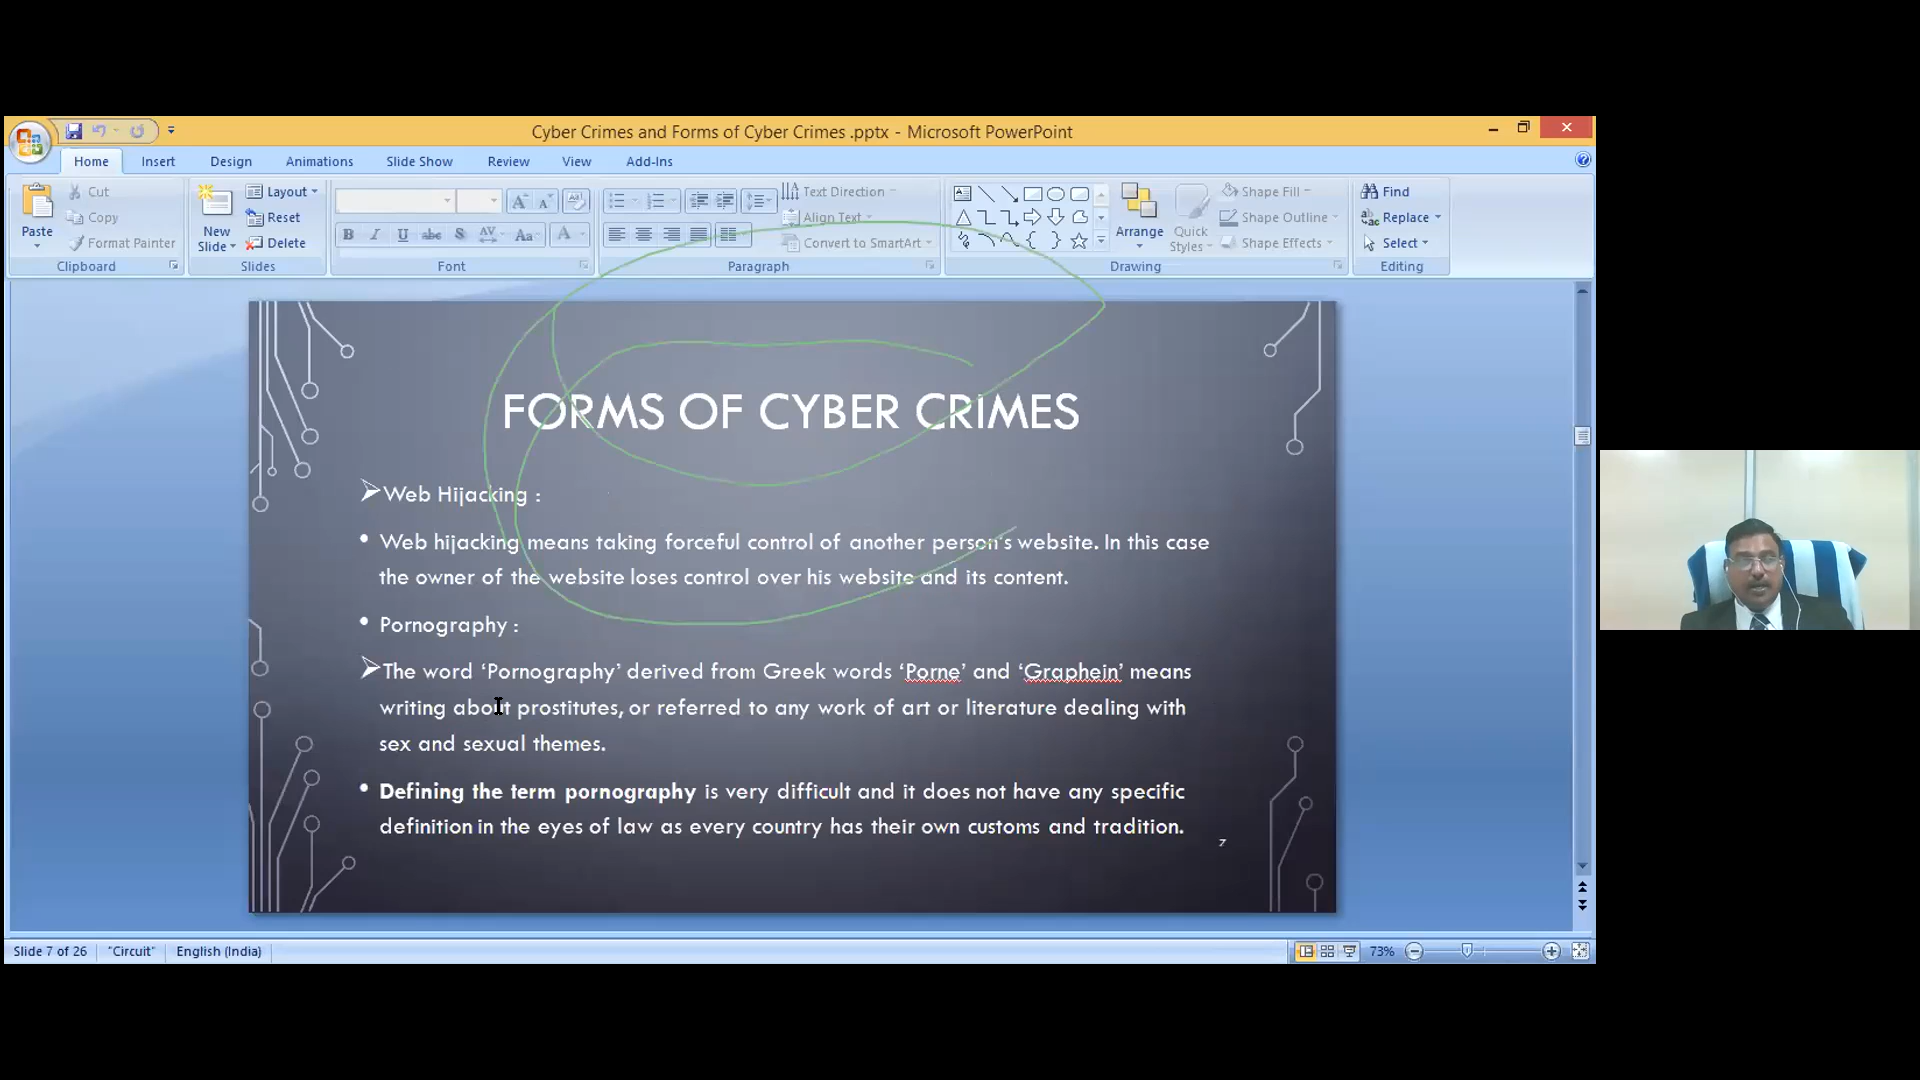 Cyber Crimes and Forms of Cyber Crimes .pptx - Microsoft PowerPoint
Home Insert Design Animations Slide Show Review View Add-Ins
Paste
Cut
Copy
Format Painter
Clipboard
New Slide
Layout
Reset
Delete
Slides
B I U abc S AV Aa A
Font
Text Direction
Align Text
Convert to SmartArt
Paragraph
Arrange
Quick Styles
Shape Fill
Shape Outline
Shape Effects
Drawing
Find
Replace
Select
Editing
FORMS OF CYBER CRIMES
Web Hijacking :
Web hijacking means taking forceful control of another person's website. In this case
the owner of the website loses control over his website and its content.
Pornography :
The word ‘Pornography’ derived from Greek words ‘Porne’ and ‘Graphein’ means
writing about prostitutes, or referred to any work of art or literature dealing with
sex and sexual themes.
Defining the term pornography is very difficult and it does not have any specific
definition in the eyes of law as every country has their own customs and tradition.
7
Slide 7 of 26 "Circuit" English (India) 73%